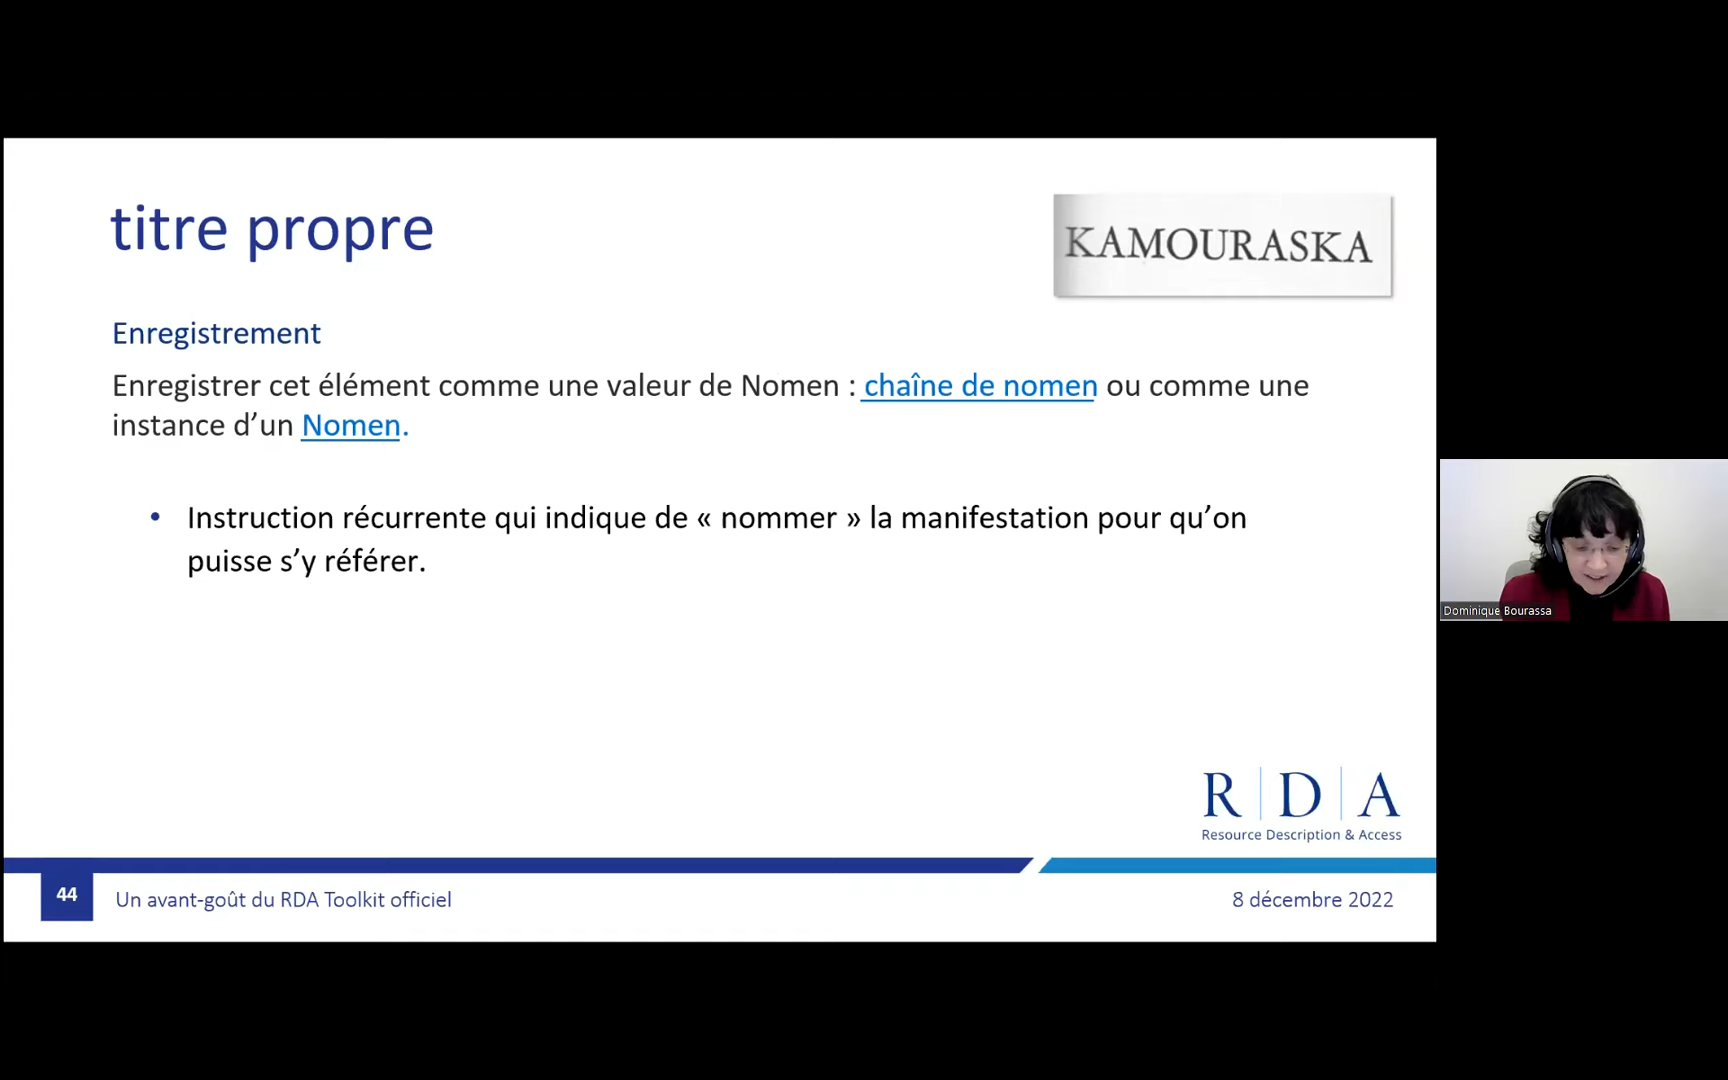 titre propre
KAMOURASKA
Enregistrement
Enregistrer cet élément comme une valeur de Nomen : chaîne de nomen ou comme une
instance d’un Nomen.
• Instruction récurrente qui indique de « nommer » la manifestation pour qu’on
puisse s’y référer.
Dominique Bourassa
R D A
Resource Description & Access
44
Un avant-goût du RDA Toolkit officiel
8 décembre 2022